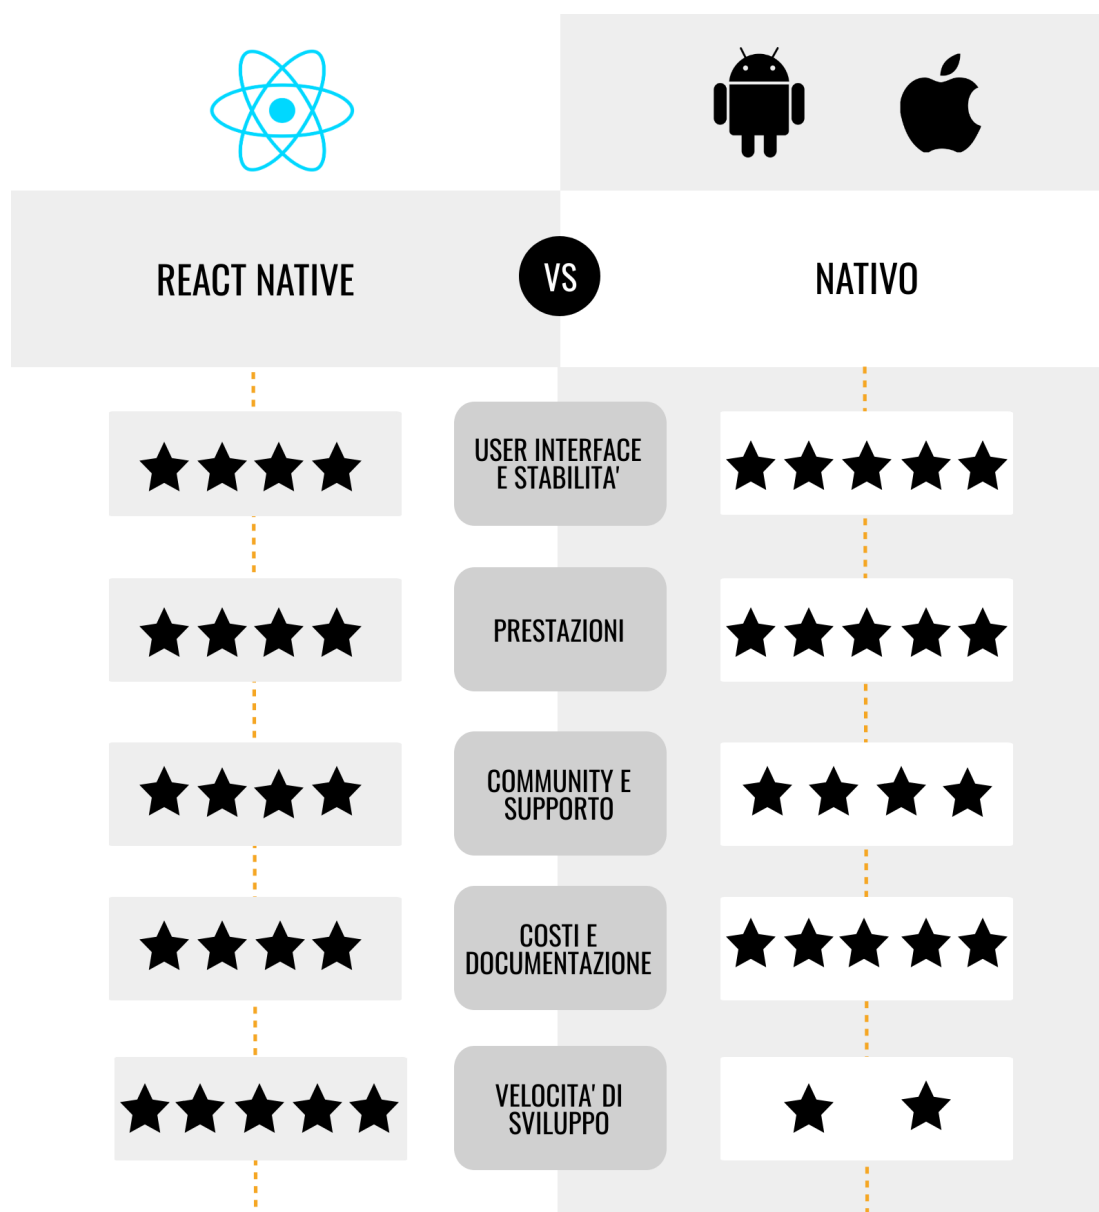 REACT NATIVE
VS
NATIVO
USER INTERFACE
E STABILITA'
PRESTAZIONI
COMMUNITY E
SUPPORTO
COSTI E
DOCUMENTAZIONE
VELOCITA' DI
SVILUPPO